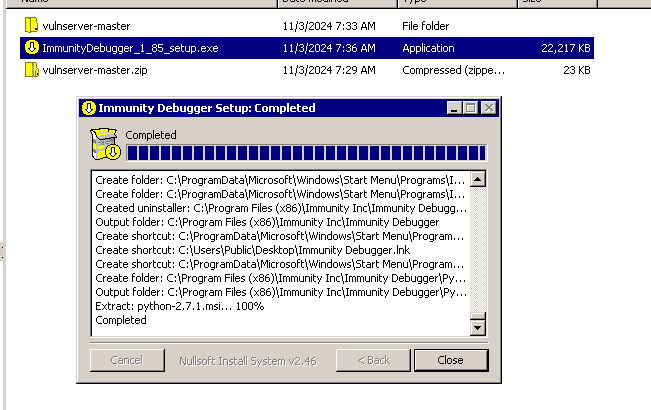 Name Date modified Type Size
vulnserver-master 11/3/2024 7:33 AM File folder
ImmunityDebugger_1_85_setup.exe 11/3/2024 7:36 AM Application 22,217 KB
vulnserver-master.zip 11/3/2024 7:29 AM Compressed (zippe... 23 KB
Immunity Debugger Setup: Completed
Completed
Create folder: C:\ProgramData\Microsoft\Windows\Start Menu\Programs\I...
Create folder: C:\ProgramData\Microsoft\Windows\Start Menu\Programs\I...
Created uninstaller: C:\Program Files (x86)\Immunity Inc\Immunity Debugg...
Output folder: C:\Program Files (x86)\Immunity Inc\Immunity Debugger
Create shortcut: C:\ProgramData\Microsoft\Windows\Start Menu\Program...
Create shortcut: C:\Users\Public\Desktop\Immunity Debugger.lnk
Create shortcut: C:\ProgramData\Microsoft\Windows\Start Menu\Program...
Create folder: C:\Program Files (x86)\Immunity Inc\Immunity Debugger\Py...
Output folder: C:\Program Files (x86)\Immunity Inc\Immunity Debugger\Py...
Extract: python-2.7.1.msi... 100%
Completed
Cancel Nullsoft Install System v2.46 < Back Close